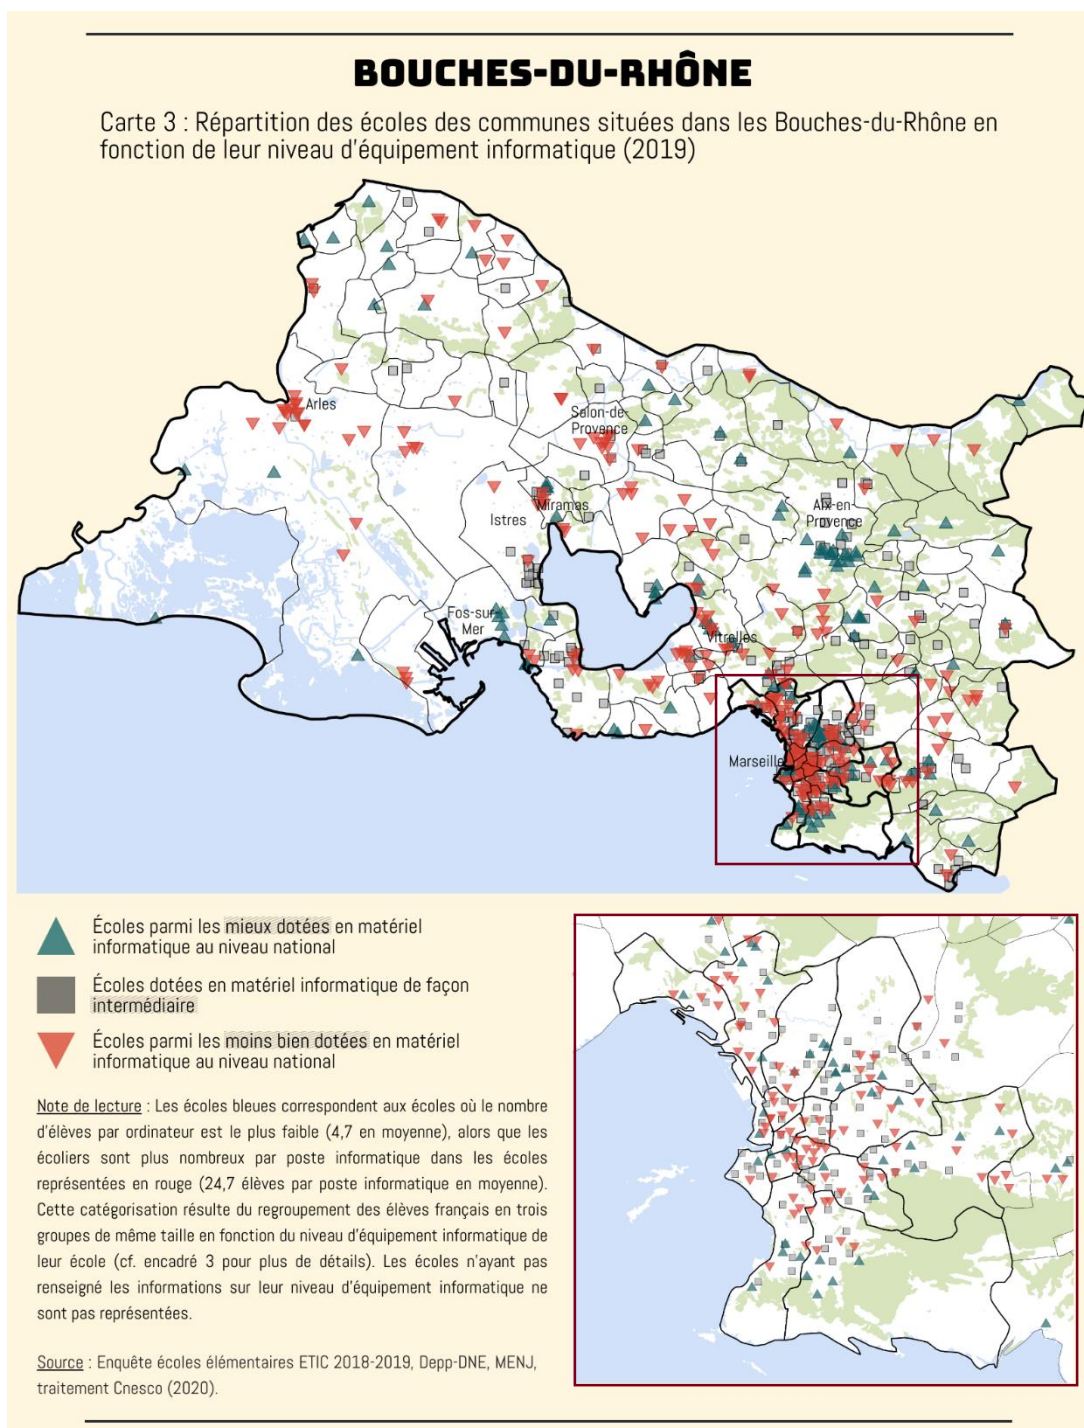 BOUCHES-DU-RHÔNE
Carte 3 : Répartition des écoles des communes situées dans les Bouches-du-Rhône en
fonction de leur niveau d'équipement informatique (2019)
Arles
Salon-de-
Provence
Miramas
Istres
Aix-en-
Provence
Fos-sur-
Mer
Vitrolles
Marseille
Écoles parmi les mieux dotées en matériel
informatique au niveau national
Écoles dotées en matériel informatique de façon
intermédiaire
Écoles parmi les moins bien dotées en matériel
informatique au niveau national
Note de lecture : Les écoles bleues correspondent aux écoles où le nombre
d'élèves par ordinateur est le plus faible (4,7 en moyenne), alors que les
écoliers sont plus nombreux par poste informatique dans les écoles
représentées en rouge (24,7 élèves par poste informatique en moyenne).
Cette catégorisation résulte du regroupement des élèves français en trois
groupes de même taille en fonction du niveau d'équipement informatique de
leur école (cf. encadré 3 pour plus de détails). Les écoles n'ayant pas
renseigné les informations sur leur niveau d'équipement informatique ne
sont pas représentées.
Source : Enquête écoles élémentaires ETIC 2018-2019, Depp-DNE, MENJ,
traitement Cnesco (2020).